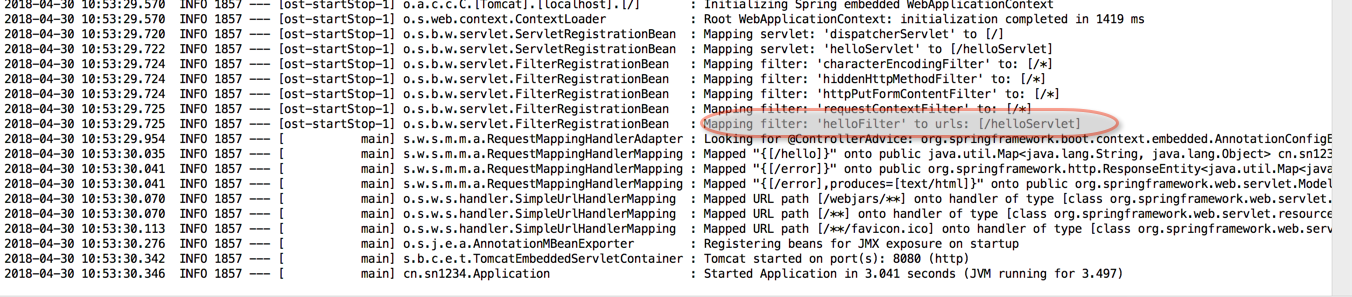 2018-04-30 10:53:29.570 INFO 1857 --- [ost-startStop-1] o.a.c.c.C.[Tomcat].[localhost].[/] : Initializing Spring embedded WebApplicationContext
2018-04-30 10:53:29.570 INFO 1857 --- [ost-startStop-1] o.s.web.context.ContextLoader : Root WebApplicationContext: initialization completed in 1419 ms
2018-04-30 10:53:29.720 INFO 1857 --- [ost-startStop-1] o.s.b.w.servlet.ServletRegistrationBean : Mapping servlet: 'dispatcherServlet' to [/]
2018-04-30 10:53:29.722 INFO 1857 --- [ost-startStop-1] o.s.b.w.servlet.ServletRegistrationBean : Mapping servlet: 'helloServlet' to [/helloServlet]
2018-04-30 10:53:29.724 INFO 1857 --- [ost-startStop-1] o.s.b.w.servlet.FilterRegistrationBean : Mapping filter: 'characterEncodingFilter' to: [/*]
2018-04-30 10:53:29.724 INFO 1857 --- [ost-startStop-1] o.s.b.w.servlet.FilterRegistrationBean : Mapping filter: 'hiddenHttpMethodFilter' to: [/*]
2018-04-30 10:53:29.724 INFO 1857 --- [ost-startStop-1] o.s.b.w.servlet.FilterRegistrationBean : Mapping filter: 'httpPutFormContentFilter' to: [/*]
2018-04-30 10:53:29.725 INFO 1857 --- [ost-startStop-1] o.s.b.w.servlet.FilterRegistrationBean : Mapping filter: 'requestContextFilter' to: [/*]
2018-04-30 10:53:29.725 INFO 1857 --- [ost-startStop-1] o.s.b.w.servlet.FilterRegistrationBean : Mapping filter: 'helloFilter' to urls: [/helloServlet]
2018-04-30 10:53:29.954 INFO 1857 --- [ main] s.w.s.m.m.a.RequestMappingHandlerAdapter : Looking for @ControllerAdvice: org.springframework.boot.context.embedded.AnnotationConfigE
2018-04-30 10:53:30.035 INFO 1857 --- [ main] s.w.s.m.m.a.RequestMappingHandlerMapping : Mapped "{[/hello]}" onto public java.util.Map<java.lang.String, java.lang.Object> cn.sn123
2018-04-30 10:53:30.041 INFO 1857 --- [ main] s.w.s.m.m.a.RequestMappingHandlerMapping : Mapped "{[/error]}" onto public org.springframework.http.ResponseEntity<java.util.Map<java
2018-04-30 10:53:30.041 INFO 1857 --- [ main] s.w.s.m.m.a.RequestMappingHandlerMapping : Mapped "{[/error],produces=[text/html]}" onto public org.springframework.web.servlet.Model
2018-04-30 10:53:30.070 INFO 1857 --- [ main] o.s.w.s.handler.SimpleUrlHandlerMapping : Mapped URL path [/webjars/**] onto handler of type [class org.springframework.web.servlet.
2018-04-30 10:53:30.070 INFO 1857 --- [ main] o.s.w.s.handler.SimpleUrlHandlerMapping : Mapped URL path [/**] onto handler of type [class org.springframework.web.servlet.resource
2018-04-30 10:53:30.113 INFO 1857 --- [ main] o.s.w.s.handler.SimpleUrlHandlerMapping : Mapped URL path [/**/favicon.ico] onto handler of type [class org.springframework.web.serv
2018-04-30 10:53:30.276 INFO 1857 --- [ main] o.s.j.e.a.AnnotationMBeanExporter : Registering beans for JMX exposure on startup
2018-04-30 10:53:30.342 INFO 1857 --- [ main] s.b.c.e.t.TomcatEmbeddedServletContainer : Tomcat started on port(s): 8080 (http)
2018-04-30 10:53:30.346 INFO 1857 --- [ main] cn.sn1234.Application : Started Application in 3.041 seconds (JVM running for 3.497)